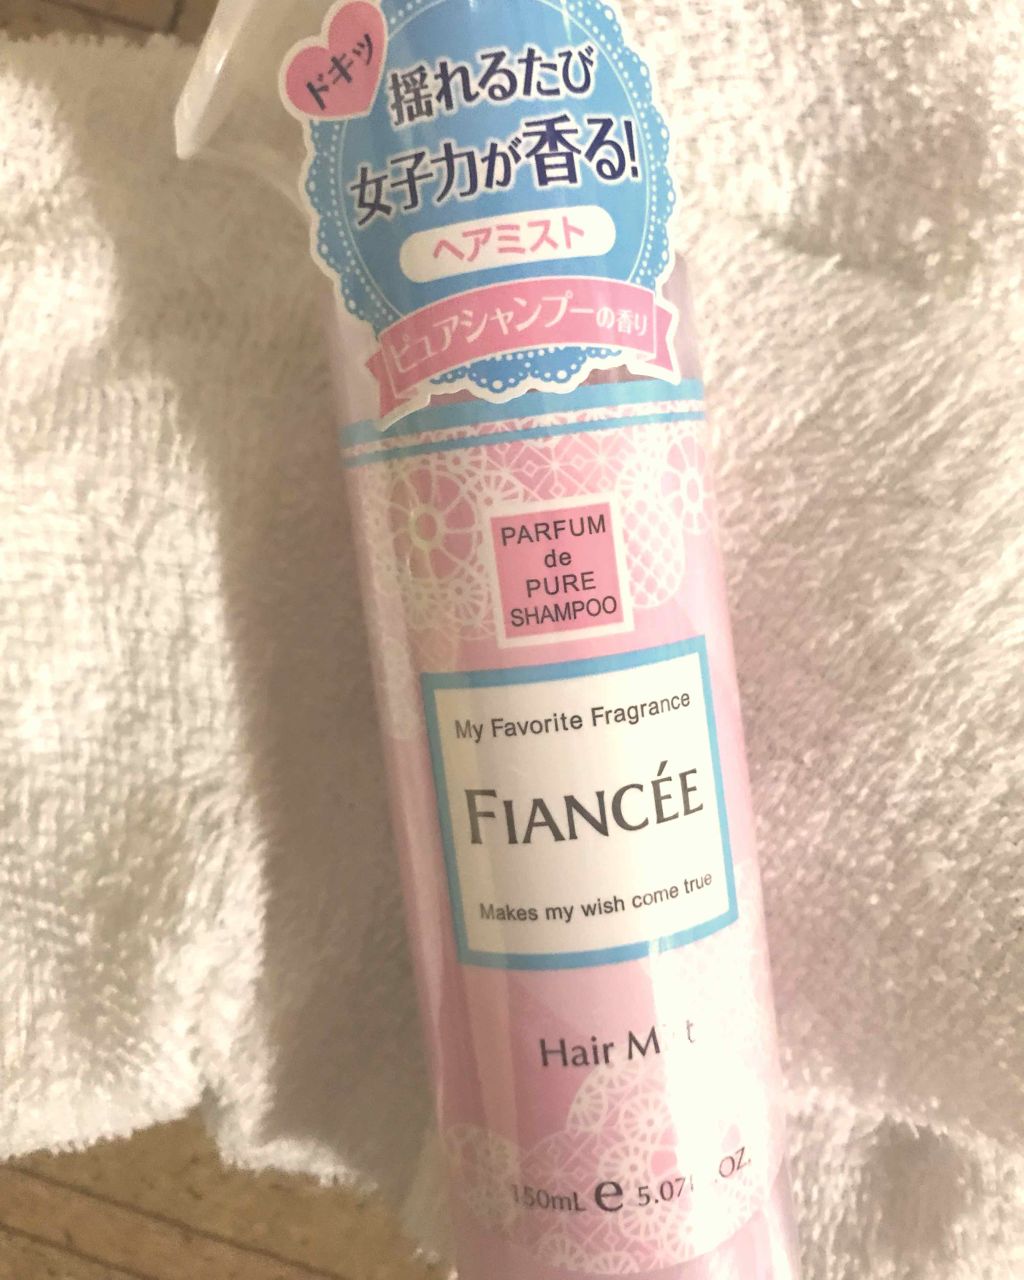 ドキッ
揺れるたび
女子力が香る!
ヘアミスト
ピュアシャンプーの香り
PARFUM
de
PURE
SHAMPOO
My Favorite Fragrance
FIANCÉE
Makes my wish come true
Hair
150mL e